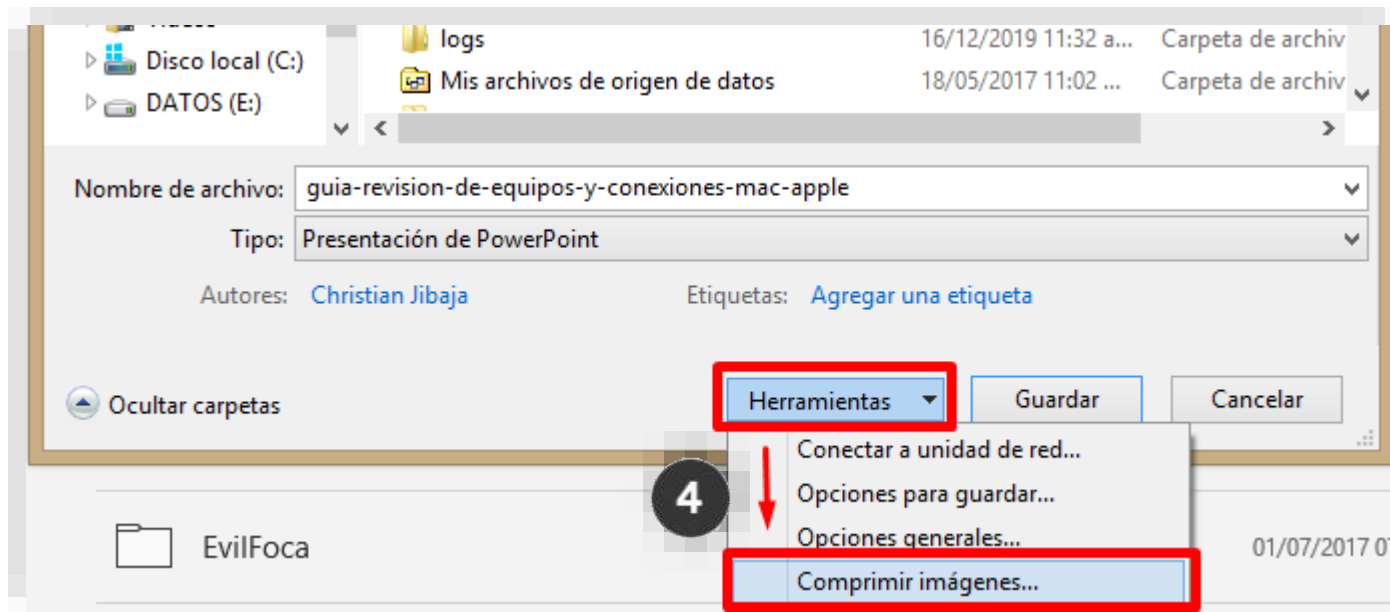 logs 16/12/2019 11:32 a... Carpeta de archiv
Disco local (C:)
Mis archivos de origen de datos 18/05/2017 11:02 ... Carpeta de archiv
DATOS (E:)
Nombre de archivo: guia-revision-de-equipos-y-conexiones-mac-apple
Tipo: Presentación de PowerPoint
Autores: Christian Jibaja Etiquetas: Agregar una etiqueta
Ocultar carpetas Herramientas Guardar Cancelar
Conectar a unidad de red...
4 Opciones para guardar...
Opciones generales...
EvilFoca 01/07/2017 0
Comprimir imágenes...